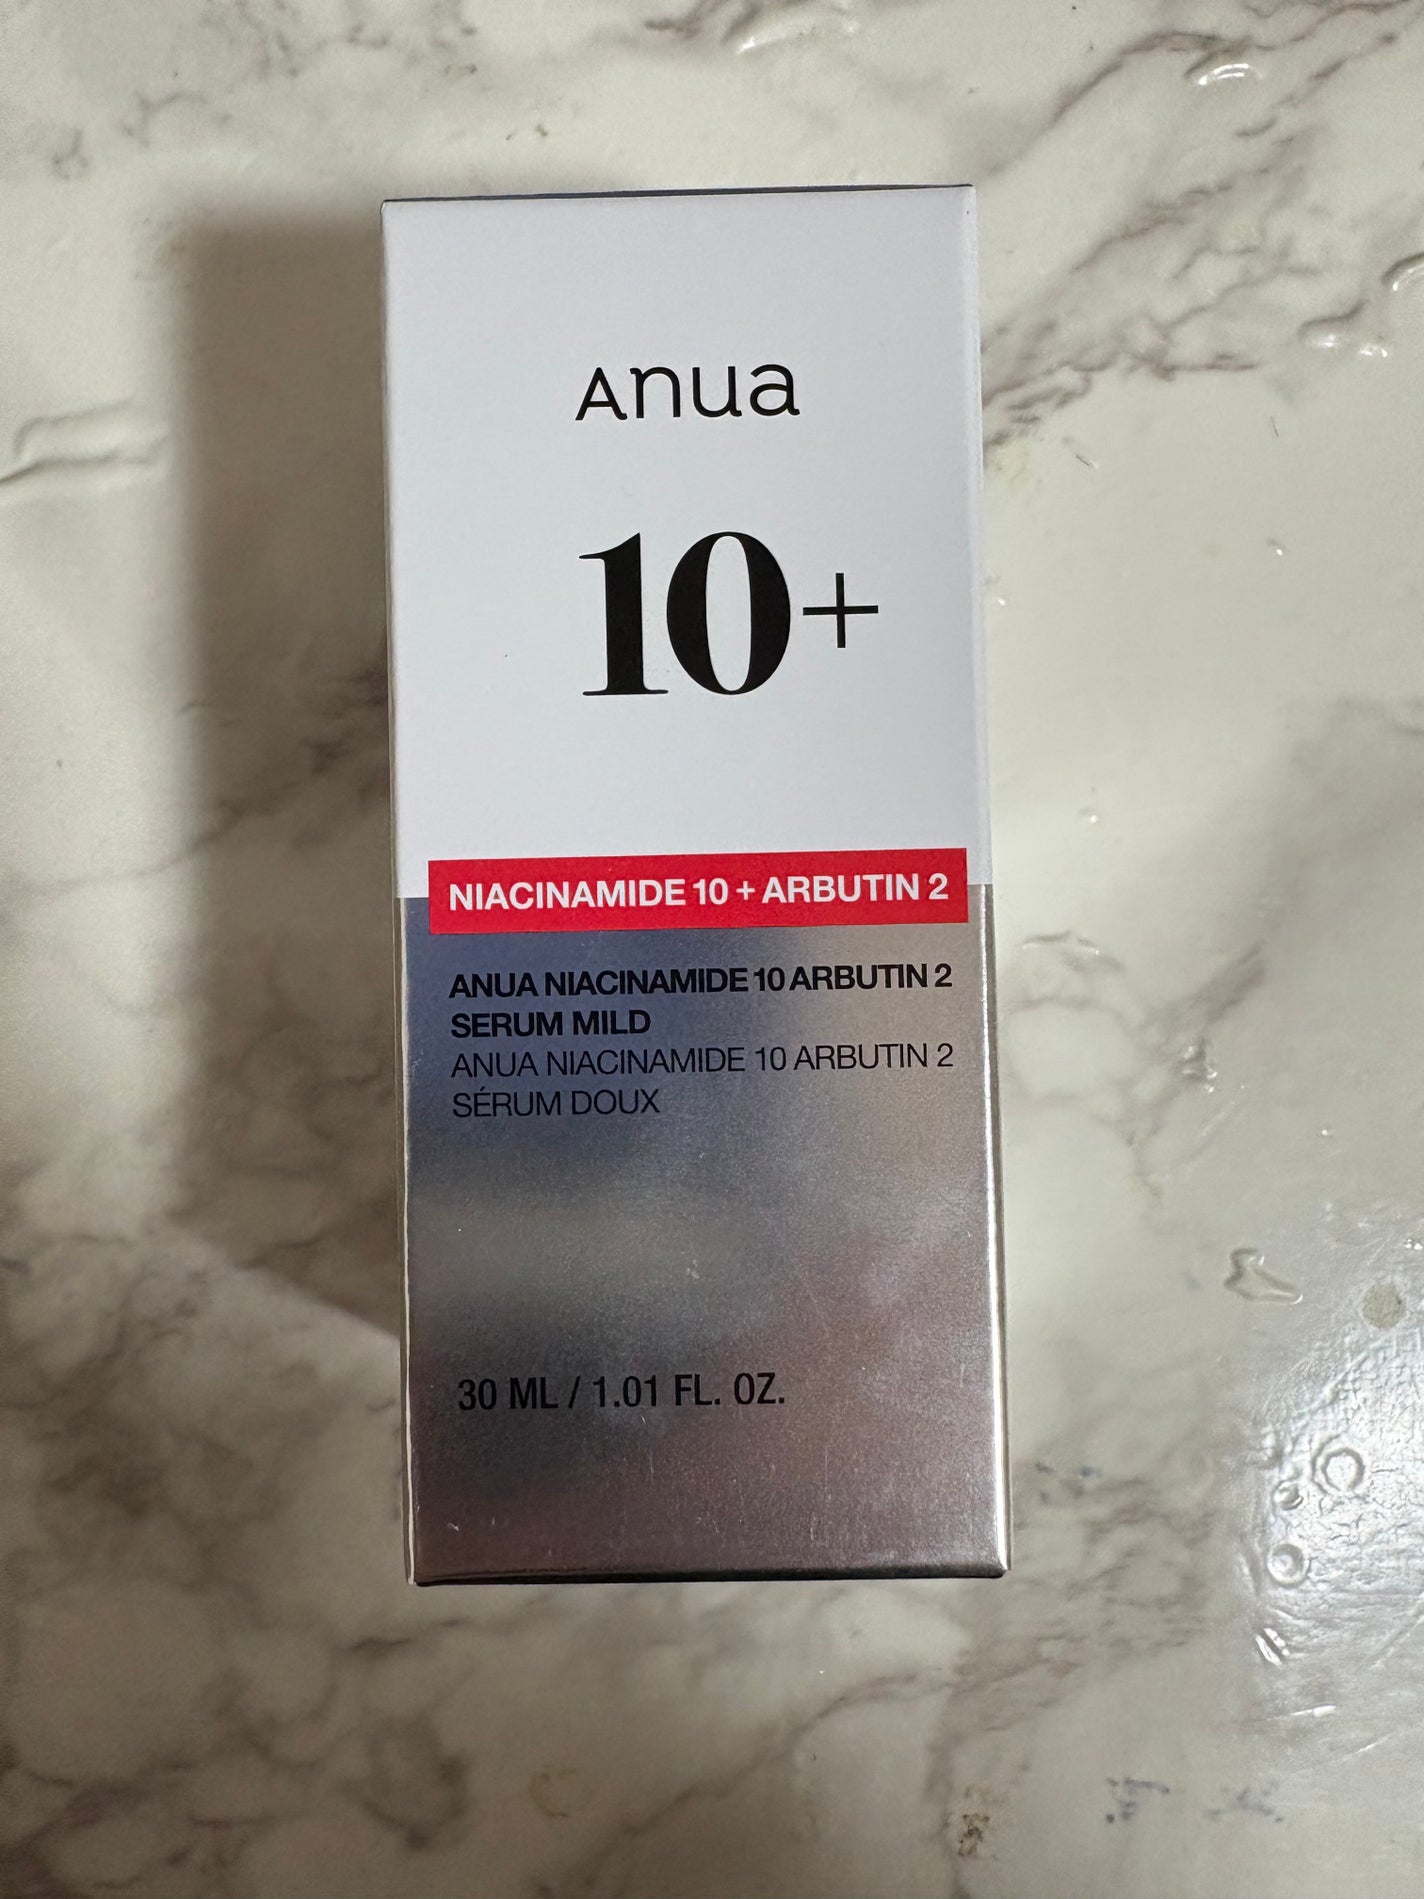 Anua
10+
NIACINAMIDE 10 + ARBUTIN 2
ANUA NIACINAMIDE 10 ARBUTIN 2
SERUM MILD
ANUA NIACINAMIDE 10 ARBUTIN 2
SÉRUM DOUX
30 ML / 1.01 FL. OZ.